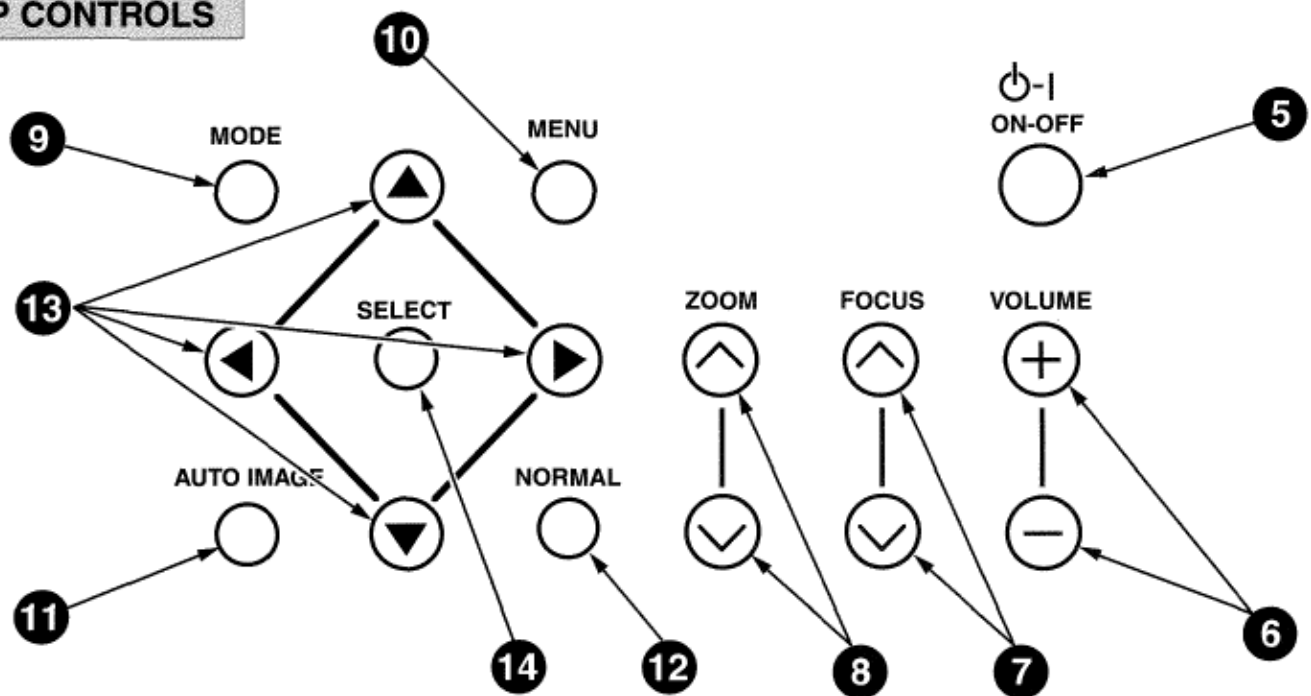 P CONTROLS
10
5
ON-OFF
9
MODE
MENU
13
SELECT
ZOOM
FOCUS
VOLUME
AUTO IMAGE
NORMAL
11
14
12
8
7
6